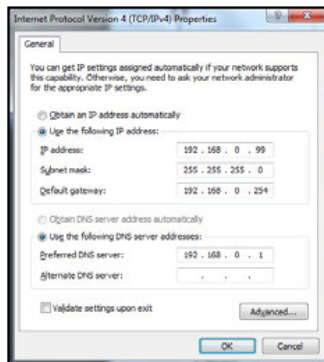 Internet Protocol Version 4 (TCP/IPv4) Properties
General
You can get IP settings assigned automatically if your network supports
this capability. Otherwise, you need to ask your network administrator
for the appropriate IP settings.
Obtain an IP address automatically
Use the following IP address:
IP address: 192 . 168 . 0 . 99
Subnet mask: 255 . 255 . 255 . 0
Default gateway: 192 . 168 . 0 . 254
Obtain DNS server address automatically
Use the following DNS server addresses:
Preferred DNS server: 192 . 168 . 0 . 1
Alternate DNS server: . . .
Validate settings upon exit
Advanced...
OK Cancel